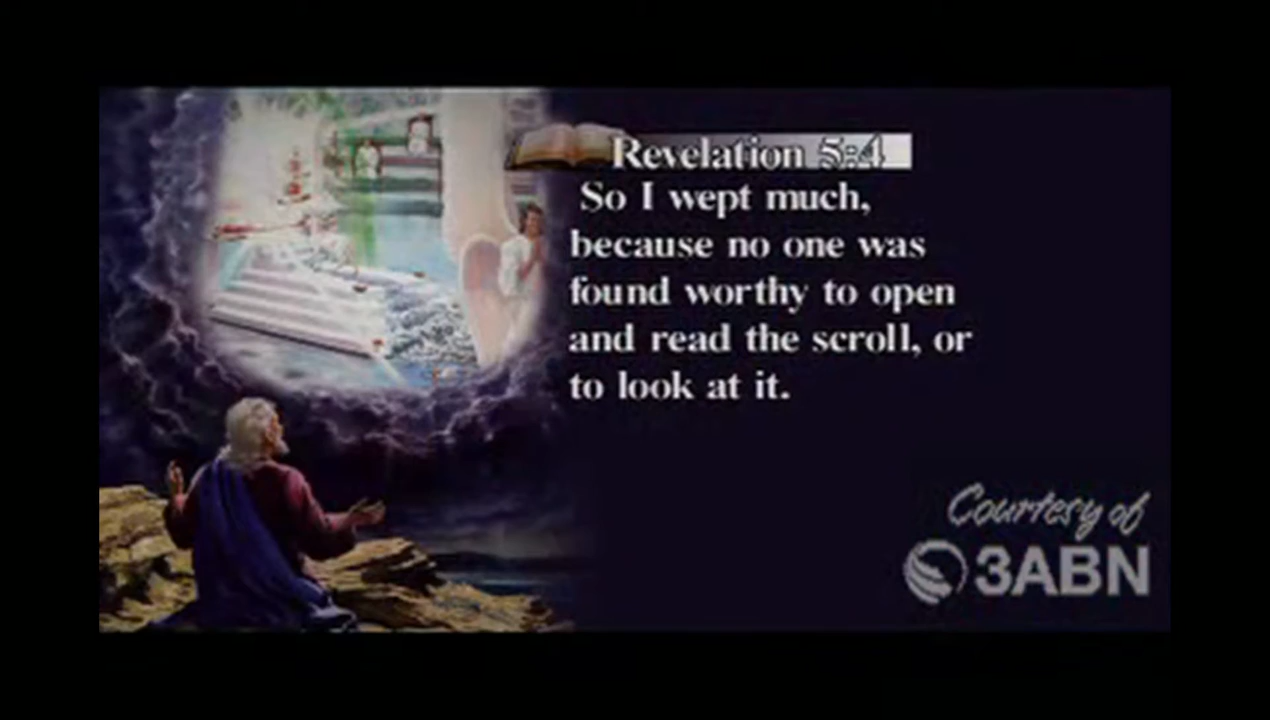 Revelation 5:4
So I wept much,
because no one was
found worthy to open
and read the scroll, or
to look at it.
Courtesy of
3ABN